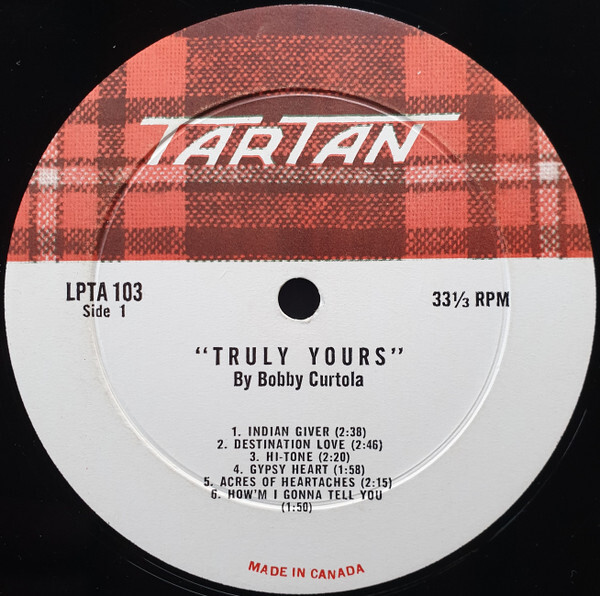 TARTAN
LPTA 103
Side 1
33⅓ RPM
"TRULY YOURS"
By Bobby Curtola
1. INDIAN GIVER (2:38)
2. DESTINATION LOVE (2:46)
3. HI-TONE (2:20)
4. GYPSY HEART (1:58)
5. ACRES OF HEARTACHES (2:15)
6. HOW'M I GONNA TELL YOU
(1:50)
MADE IN CANADA